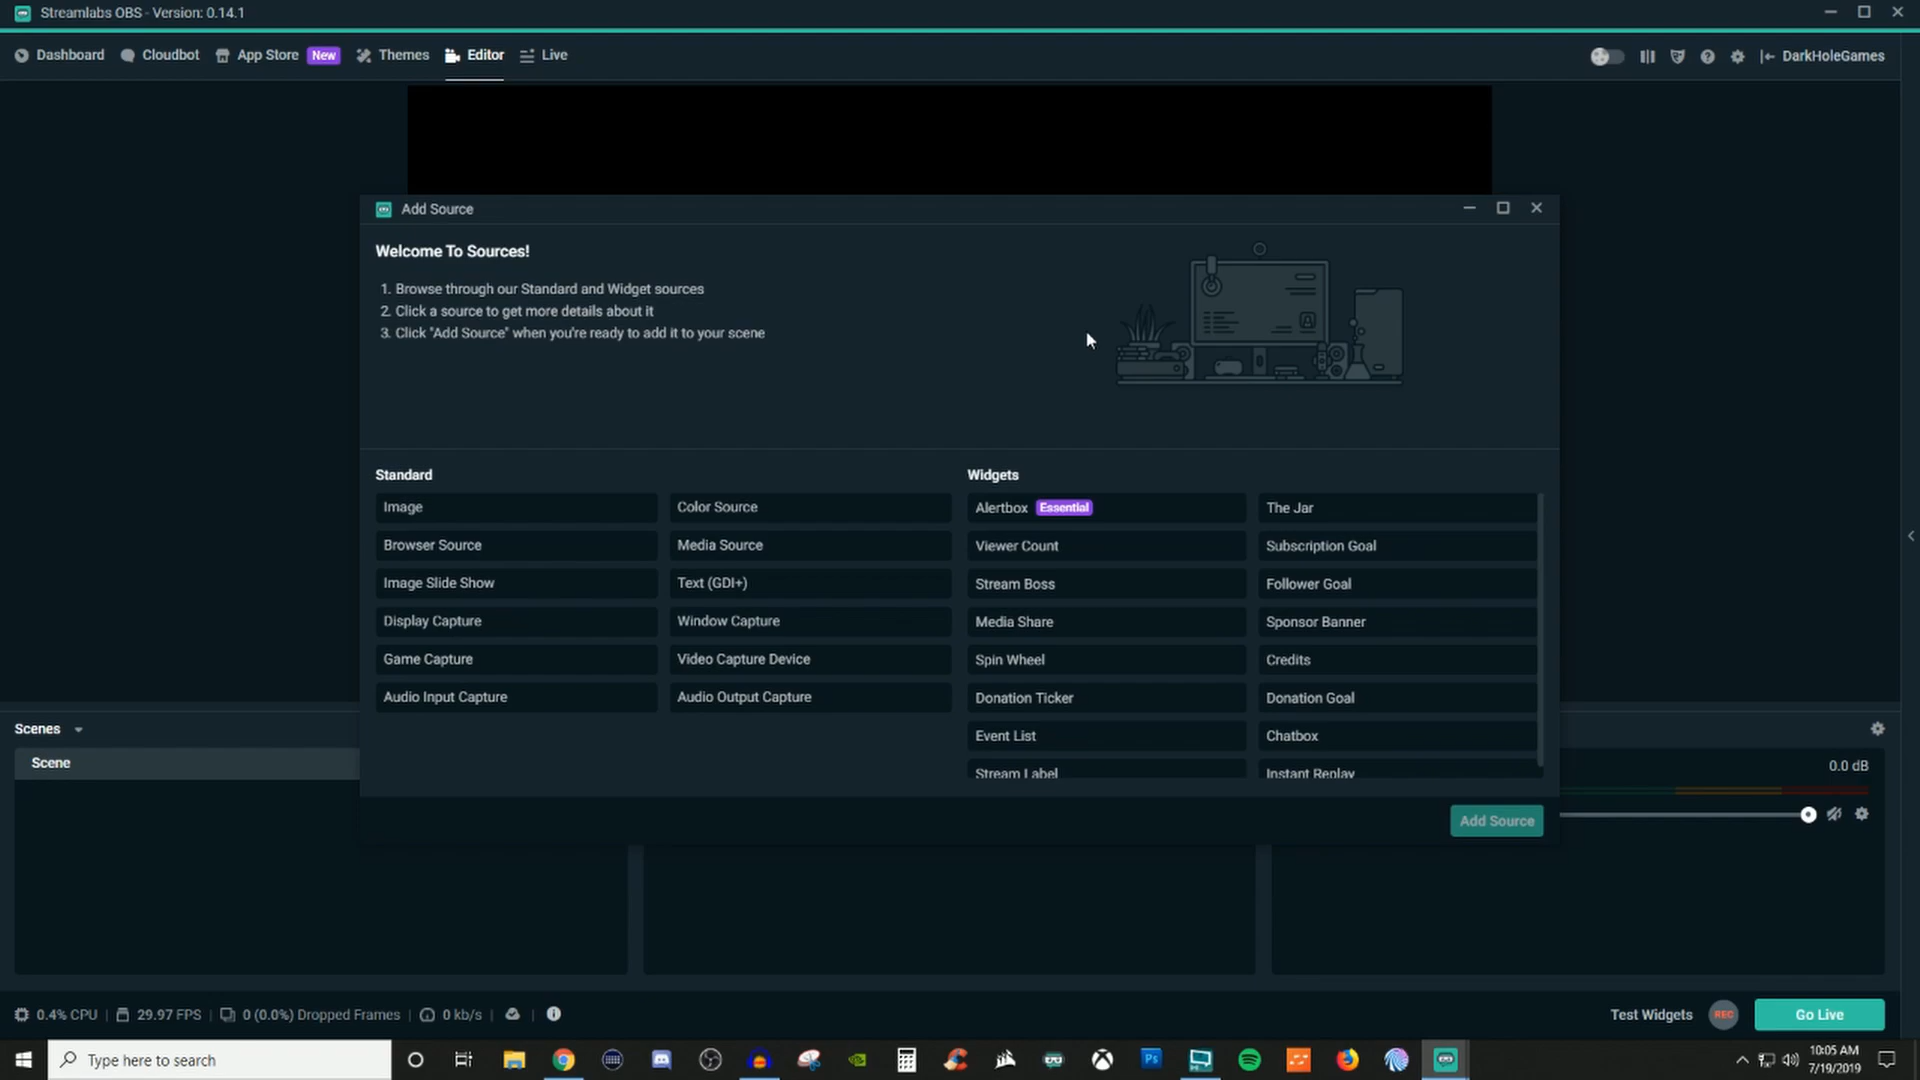 Streamlabs OBS - Version: 0.14.1
Dashboard Cloudbot App Store New Themes Editor Live DarkHoleGames
Add Source
Welcome To Sources!
1. Browse through our Standard and Widget sources
2. Click a source to get more details about it
3. Click "Add Source" when you're ready to add it to your scene
Standard
Image Color Source
Browser Source Media Source
Image Slide Show Text (GDI+)
Display Capture Window Capture
Game Capture Video Capture Device
Audio Input Capture Audio Output Capture
Widgets
Alertbox Essential The Jar
Viewer Count Subscription Goal
Stream Boss Follower Goal
Media Share Sponsor Banner
Spin Wheel Credits
Donation Ticker Donation Goal
Event List Chatbox
Stream Label Instant Replay
Add Source
Scenes
Scene
0.0 dB
0.4% CPU | 29.97 FPS | 0 (0.0%) Dropped Frames | 0 kb/s
Test Widgets REC Go Live
Type here to search
Ps
10:05 AM
7/19/2019